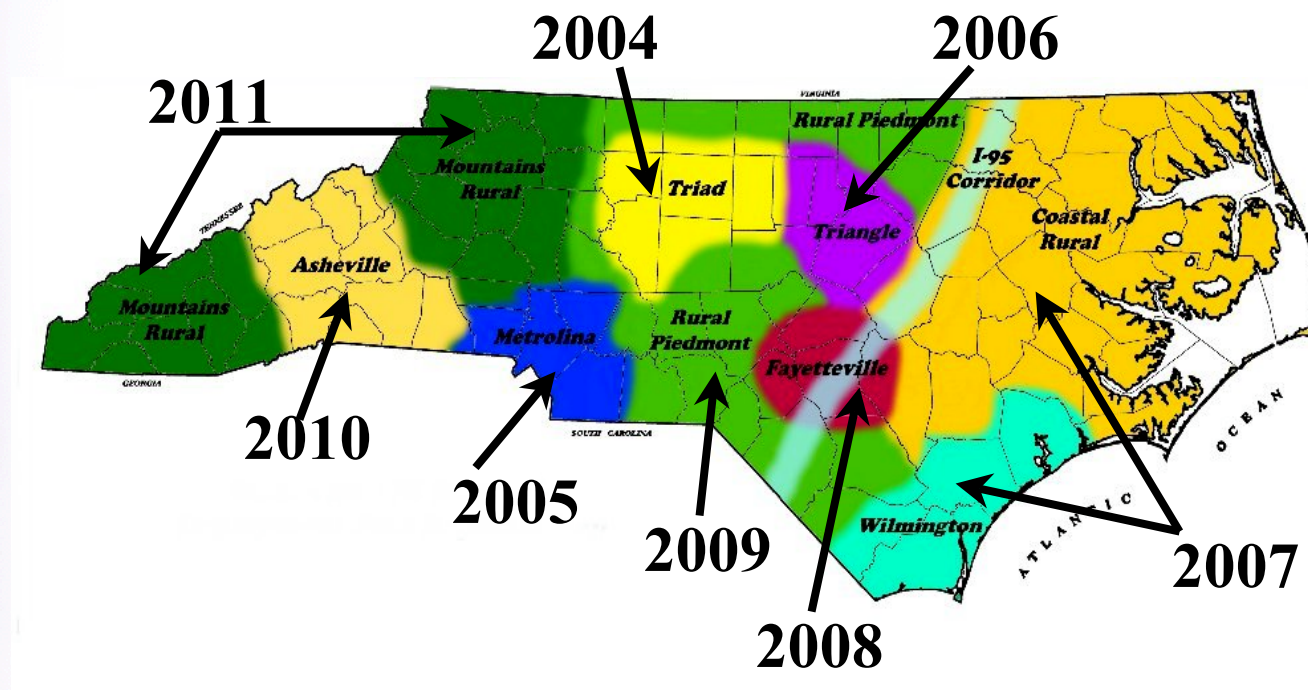 2004
2006
2011
VIRGINIA
Rural Piedmont
I-95
Corridor
Mountains
Rural
Triad
TENNESSEE
Coastal
Rural
Triangle
Asheville
Mountains
Rural
Rural
Piedmont
Metrolina
Fayetteville
GEORGIA
2010
SOUTH CAROLINA
OCEAN
2005
ATLANTIC
Wilmington
2009
2007
2008